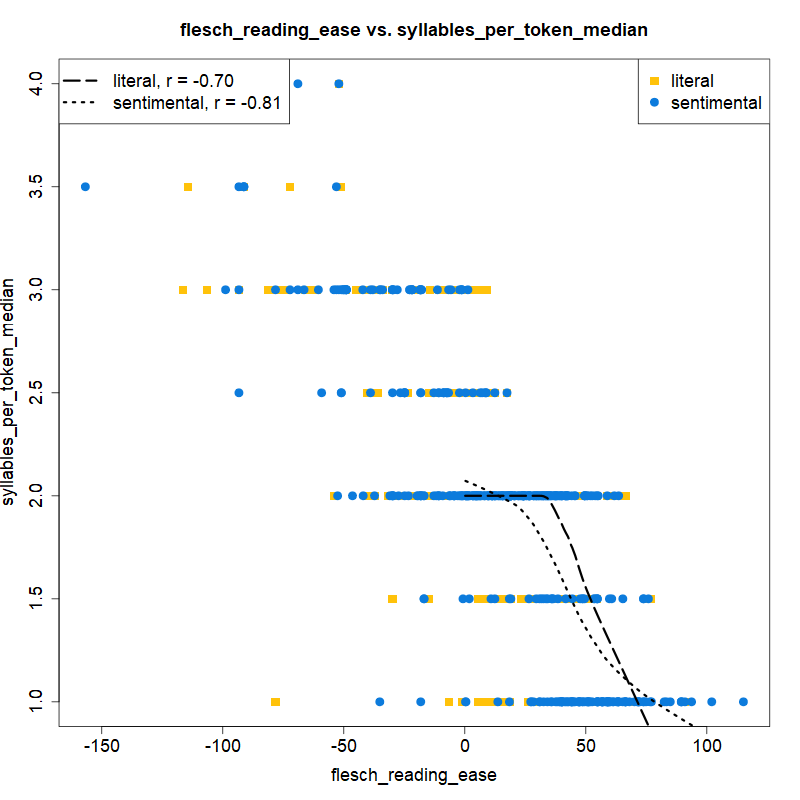 flesch_reading_ease vs. syllables_per_token_median
literal, r = -0.70
sentimental, r = -0.81
literal
sentimental
syllables_per_token_median
4.0
3.5
3.0
2.5
2.0
1.5
1.0
-150 -100 -50 0 50 100
flesch_reading_ease